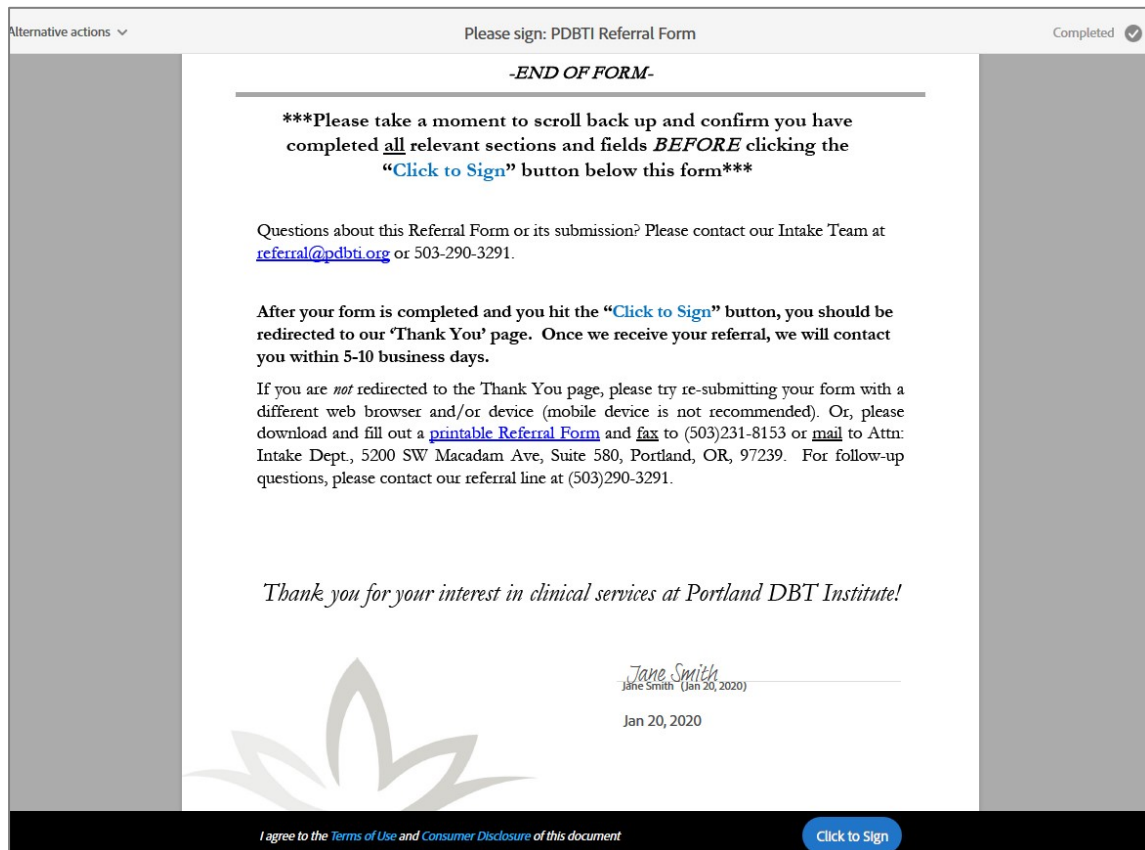 Alternative actions
Please sign: PDBTI Referral Form
Completed
-END OF FORM-
***Please take a moment to scroll back up and confirm you have
completed all relevant sections and fields BEFORE clicking the
“Click to Sign” button below this form***
Questions about this Referral Form or its submission? Please contact our Intake Team at
referral@pdbti.org or 503-290-3291.
After your form is completed and you hit the “Click to Sign” button, you should be
redirected to our ‘Thank You’ page.  Once we receive your referral, we will contact
you within 5-10 business days.
If you are not redirected to the Thank You page, please try re-submitting your form with a
different web browser and/or device (mobile device is not recommended). Or, please
download and fill out a printable Referral Form and fax to (503)231-8153 or mail to Attn:
Intake Dept., 5200 SW Macadam Ave, Suite 580, Portland, OR, 97239.  For follow-up
questions, please contact our referral line at (503)290-3291.
Thank you for your interest in clinical services at Portland DBT Institute!
Jane Smith
Jane Smith (Jan 20, 2020)
Jan 20, 2020
I agree to the Terms of Use and Consumer Disclosure of this document
Click to Sign